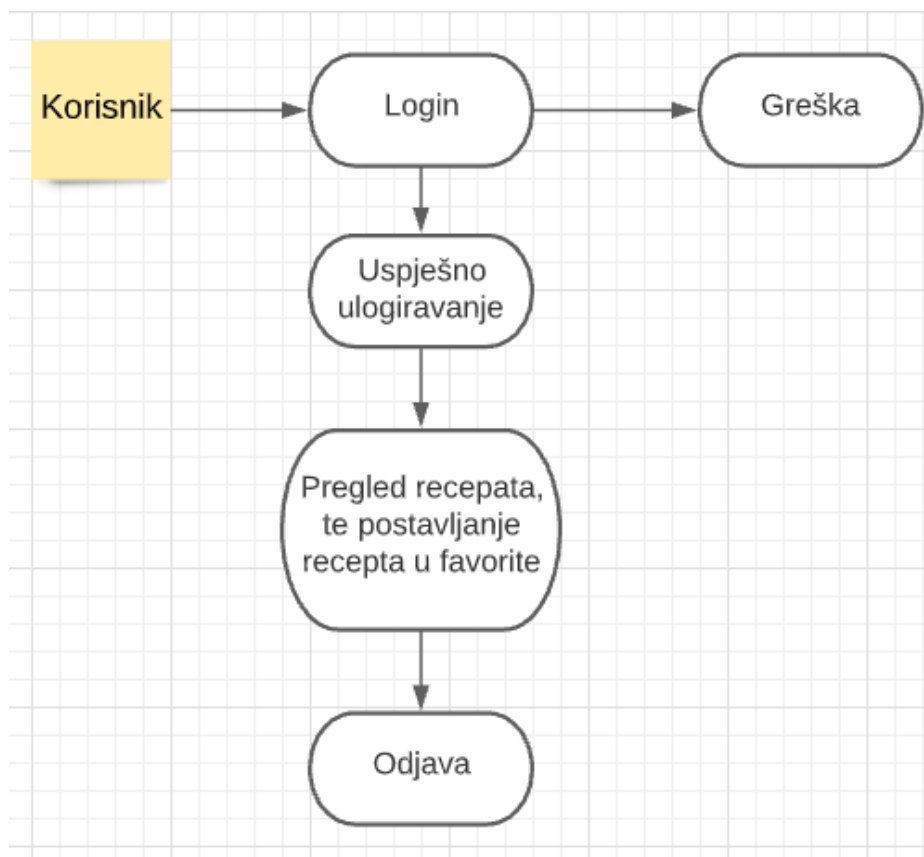 Korisnik
Login
Greška
Uspješno
ulogiravanje
Pregled recepata,
te postavljanje
recepta u favorite
Odjava